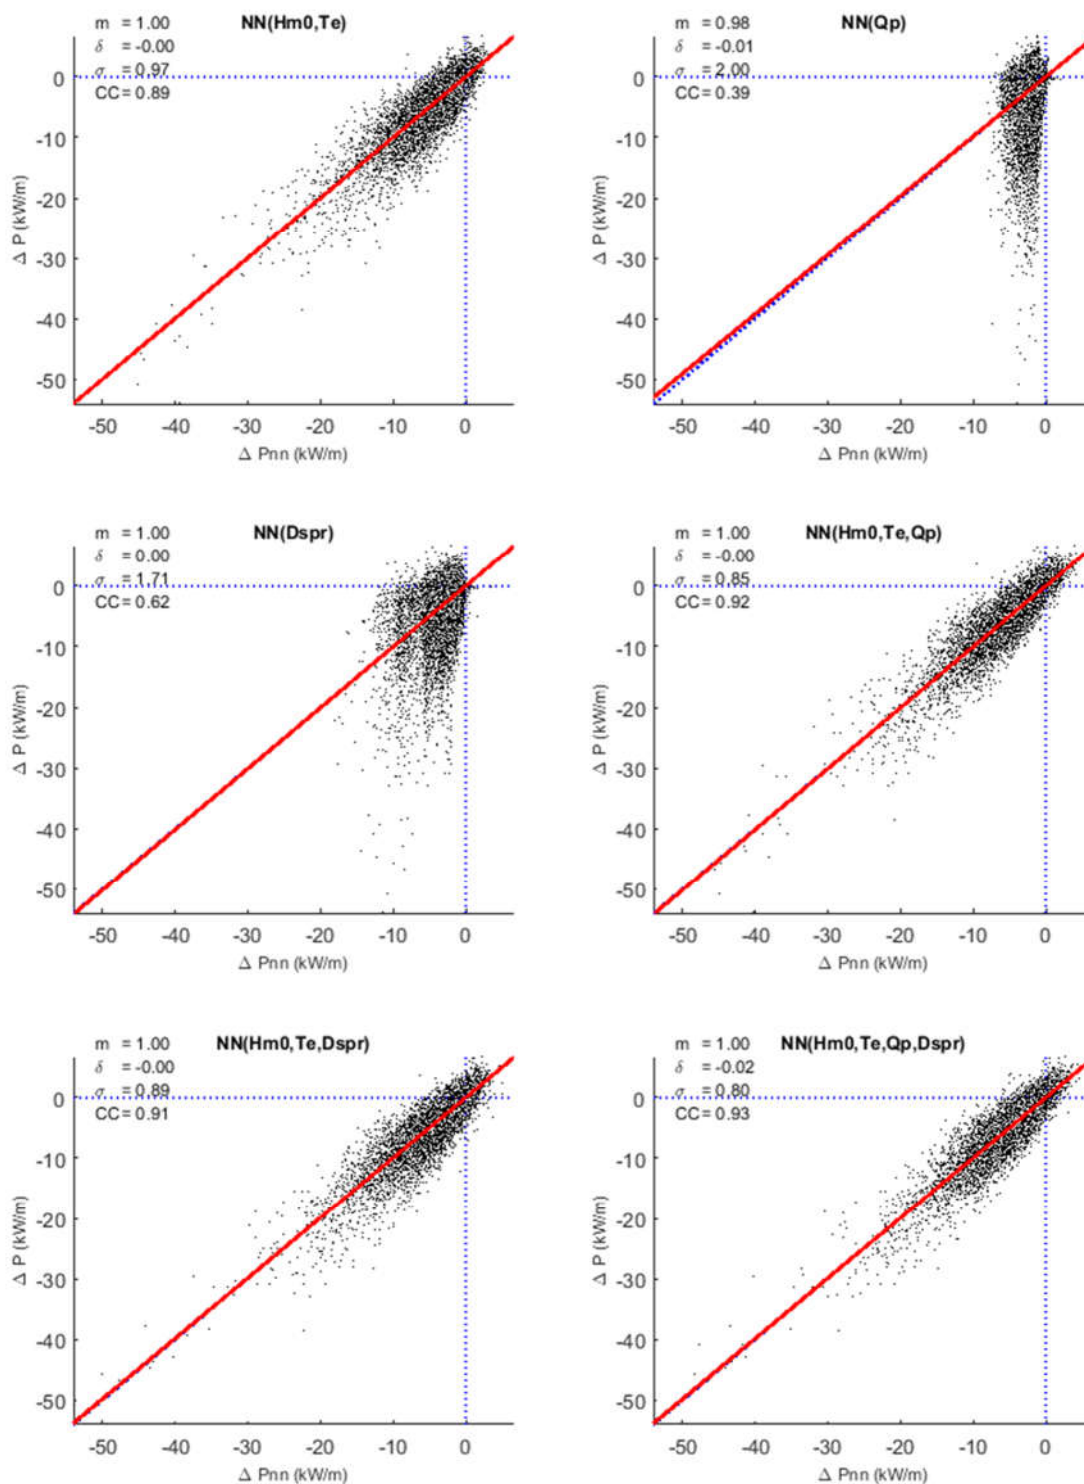 m = 1.00
NN(Hm0,Te)
δ = -0.00
σ = 0.97
CC = 0.89
0
-10
-20
-30
-40
-50
Δ P (kW/m)
-50 -40 -30 -20 -10 0
Δ Pnn (kW/m)
m = 0.98
NN(Qp)
δ = -0.01
σ = 2.00
CC = 0.39
0
-10
-20
-30
-40
-50
Δ P (kW/m)
-50 -40 -30 -20 -10 0
Δ Pnn (kW/m)
m = 1.00
NN(Dspr)
δ = 0.00
σ = 1.71
CC = 0.62
0
-10
-20
-30
-40
-50
Δ P (kW/m)
-50 -40 -30 -20 -10 0
Δ Pnn (kW/m)
m = 1.00
NN(Hm0,Te,Qp)
δ = -0.00
σ = 0.85
CC = 0.92
0
-10
-20
-30
-40
-50
Δ P (kW/m)
-50 -40 -30 -20 -10 0
Δ Pnn (kW/m)
m = 1.00
NN(Hm0,Te,Dspr)
δ = -0.00
σ = 0.89
CC = 0.91
0
-10
-20
-30
-40
-50
Δ P (kW/m)
-50 -40 -30 -20 -10 0
Δ Pnn (kW/m)
m = 1.00
NN(Hm0,Te,Qp,Dspr)
δ = -0.02
σ = 0.80
CC = 0.93
0
-10
-20
-30
-40
-50
Δ P (kW/m)
-50 -40 -30 -20 -10 0
Δ Pnn (kW/m)